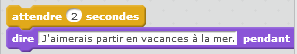 attendre 2 secondes
dire J'aimerais partir en vacances à la mer. pendant